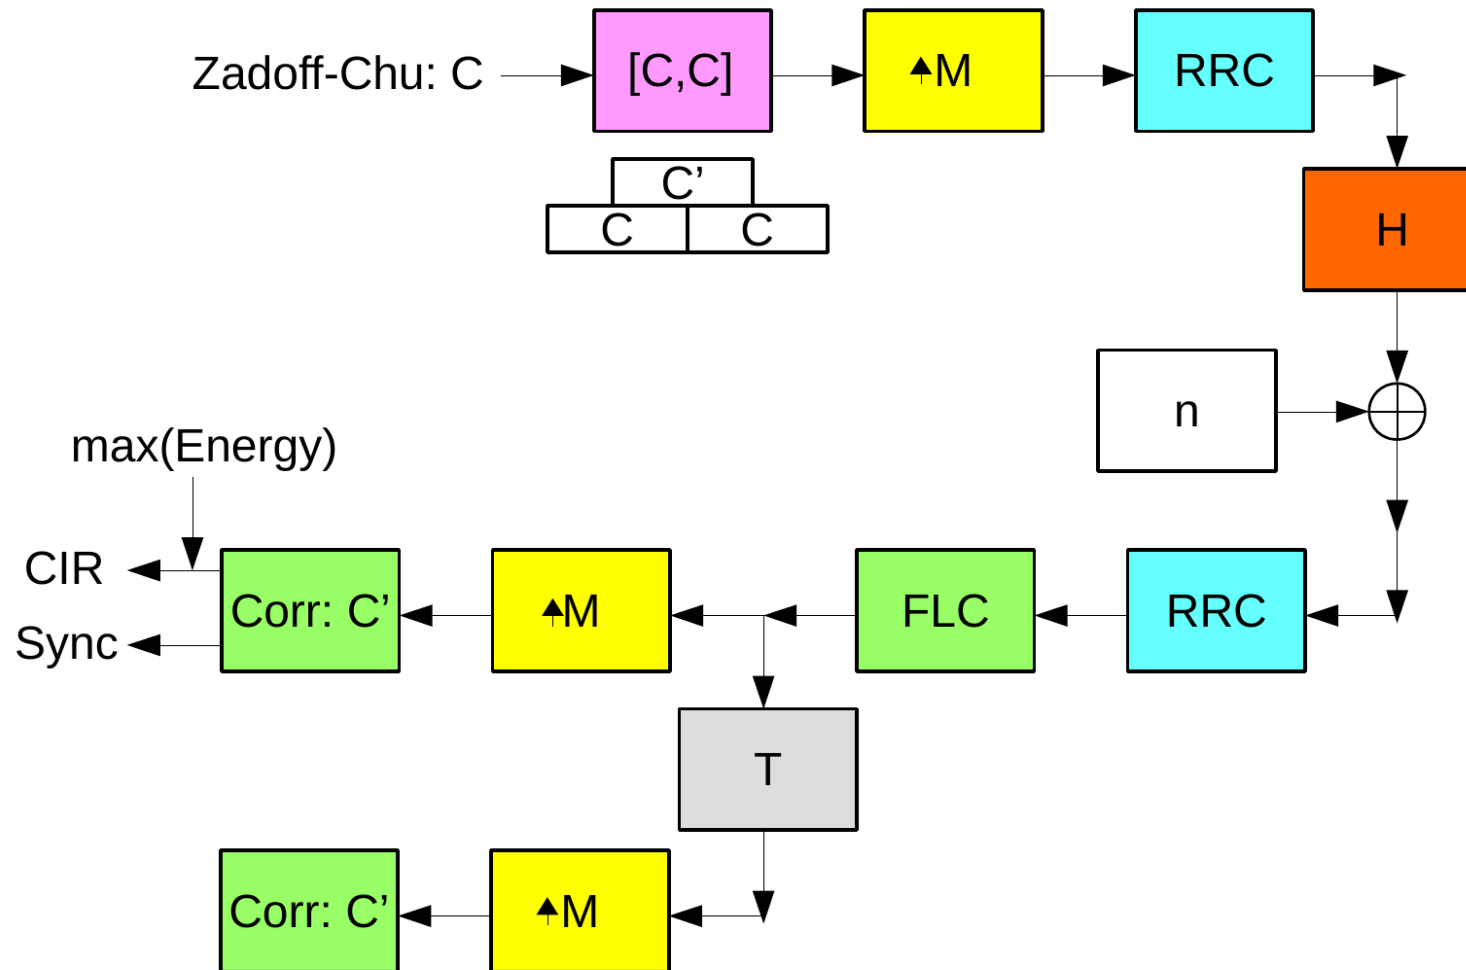 Zadoff-Chu: C
[C,C]
↑M
RRC
C’
C
C
H
n
max(Energy)
CIR
Sync
Corr: C’
↑M
FLC
RRC
T
Corr: C’
↑M